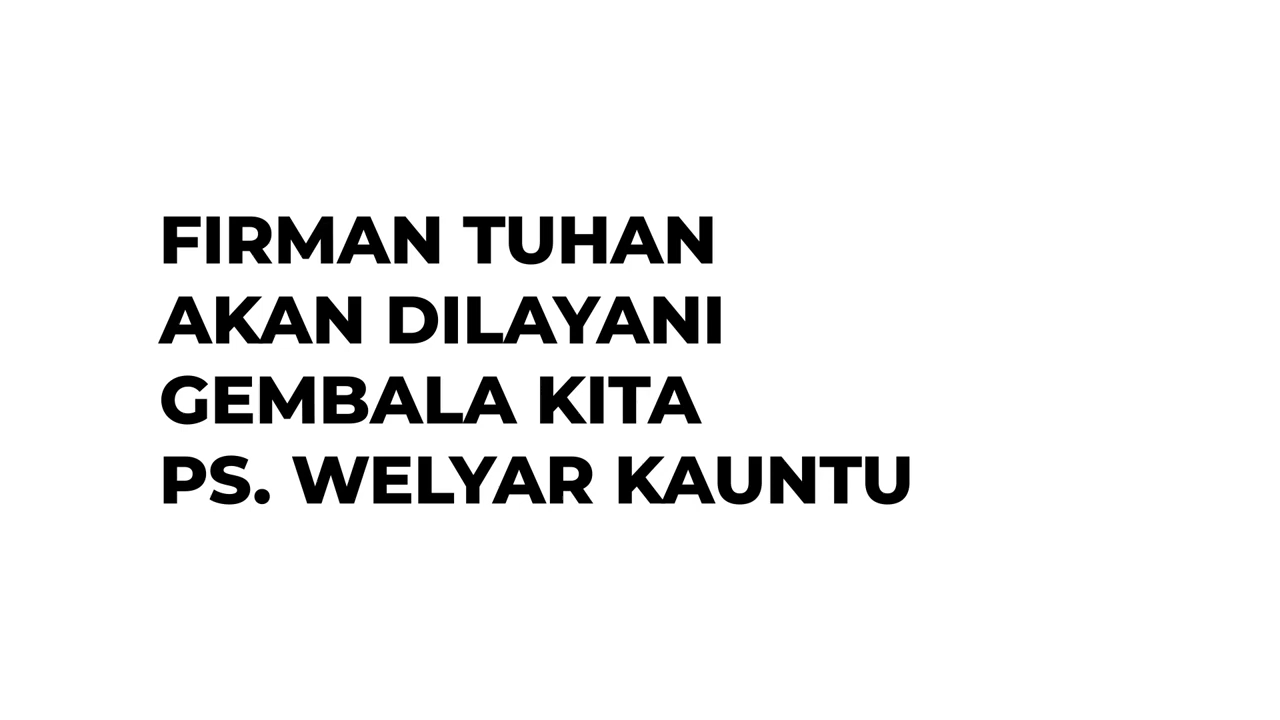 FIRMAN TUHAN
AKAN DILAYANI
GEMBALA KITA
PS. WELYAR KAUNTU